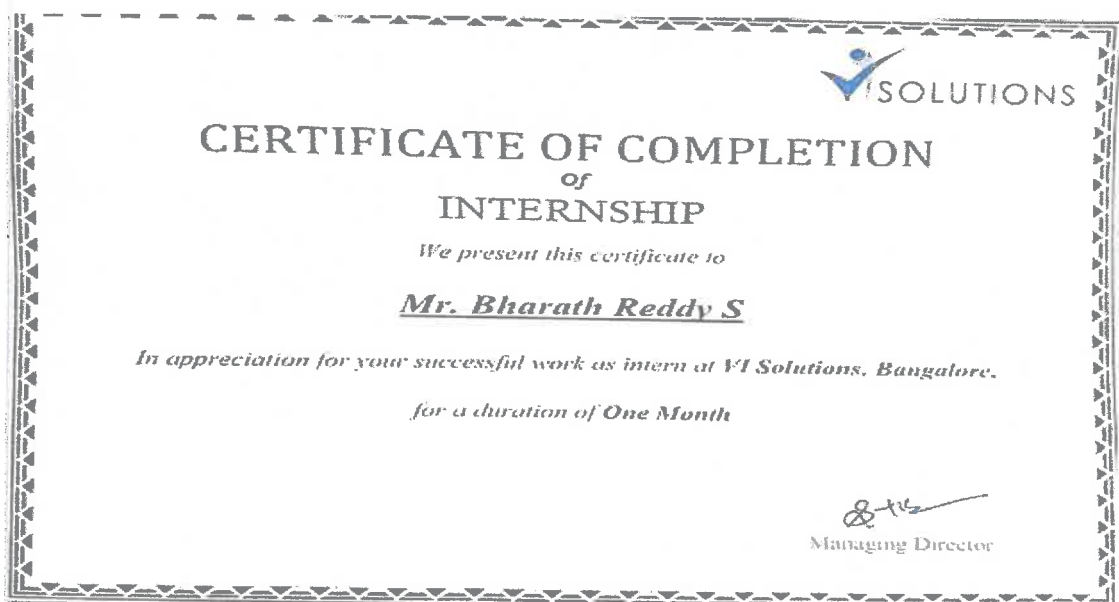 VI SOLUTIONS
CERTIFICATE OF COMPLETION
Of
INTERNSHIP
We present this certificate to
Mr. Bharath Reddy S
In appreciation for your successful work as intern at VI Solutions, Bangalore,
for a duration of One Month
Managing Director